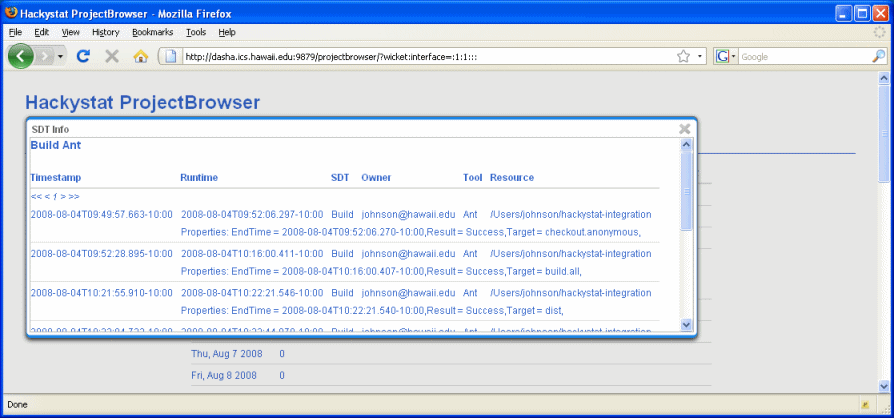 Hackystat ProjectBrowser - Mozilla Firefox
File Edit View History Bookmarks Tools Help
http://dasha.ics.hawaii.edu:9879/projectbrowser/?wicket:interface=:1:1:::
G Google
Hackystat ProjectBrowser
SDT Info
Build Ant
Timestamp Runtime SDT Owner Tool Resource
<< < 1 > >>
2008-08-04T09:49:57.663-10:00 2008-08-04T09:52:06.297-10:00 Build johnson@hawaii.edu Ant /Users/johnson/hackystat-integration
Properties: EndTime = 2008-08-04T09:52:06.270-10:00,Result = Success,Target = checkout.anonymous,
2008-08-04T09:52:28.895-10:00 2008-08-04T10:16:00.411-10:00 Build johnson@hawaii.edu Ant /Users/johnson/hackystat-integration
Properties: EndTime = 2008-08-04T10:16:00.407-10:00,Result = Success,Target = build.all,
2008-08-04T10:21:55.910-10:00 2008-08-04T10:22:21.546-10:00 Build johnson@hawaii.edu Ant /Users/johnson/hackystat-integration
Properties: EndTime = 2008-08-04T10:22:21.540-10:00,Result = Success,Target = dist,
Build johnson@hawaii.edu Ant /Users/johnson/hackystat-integration
Thu, Aug 7 2008 0
Fri, Aug 8 2008 0
Done